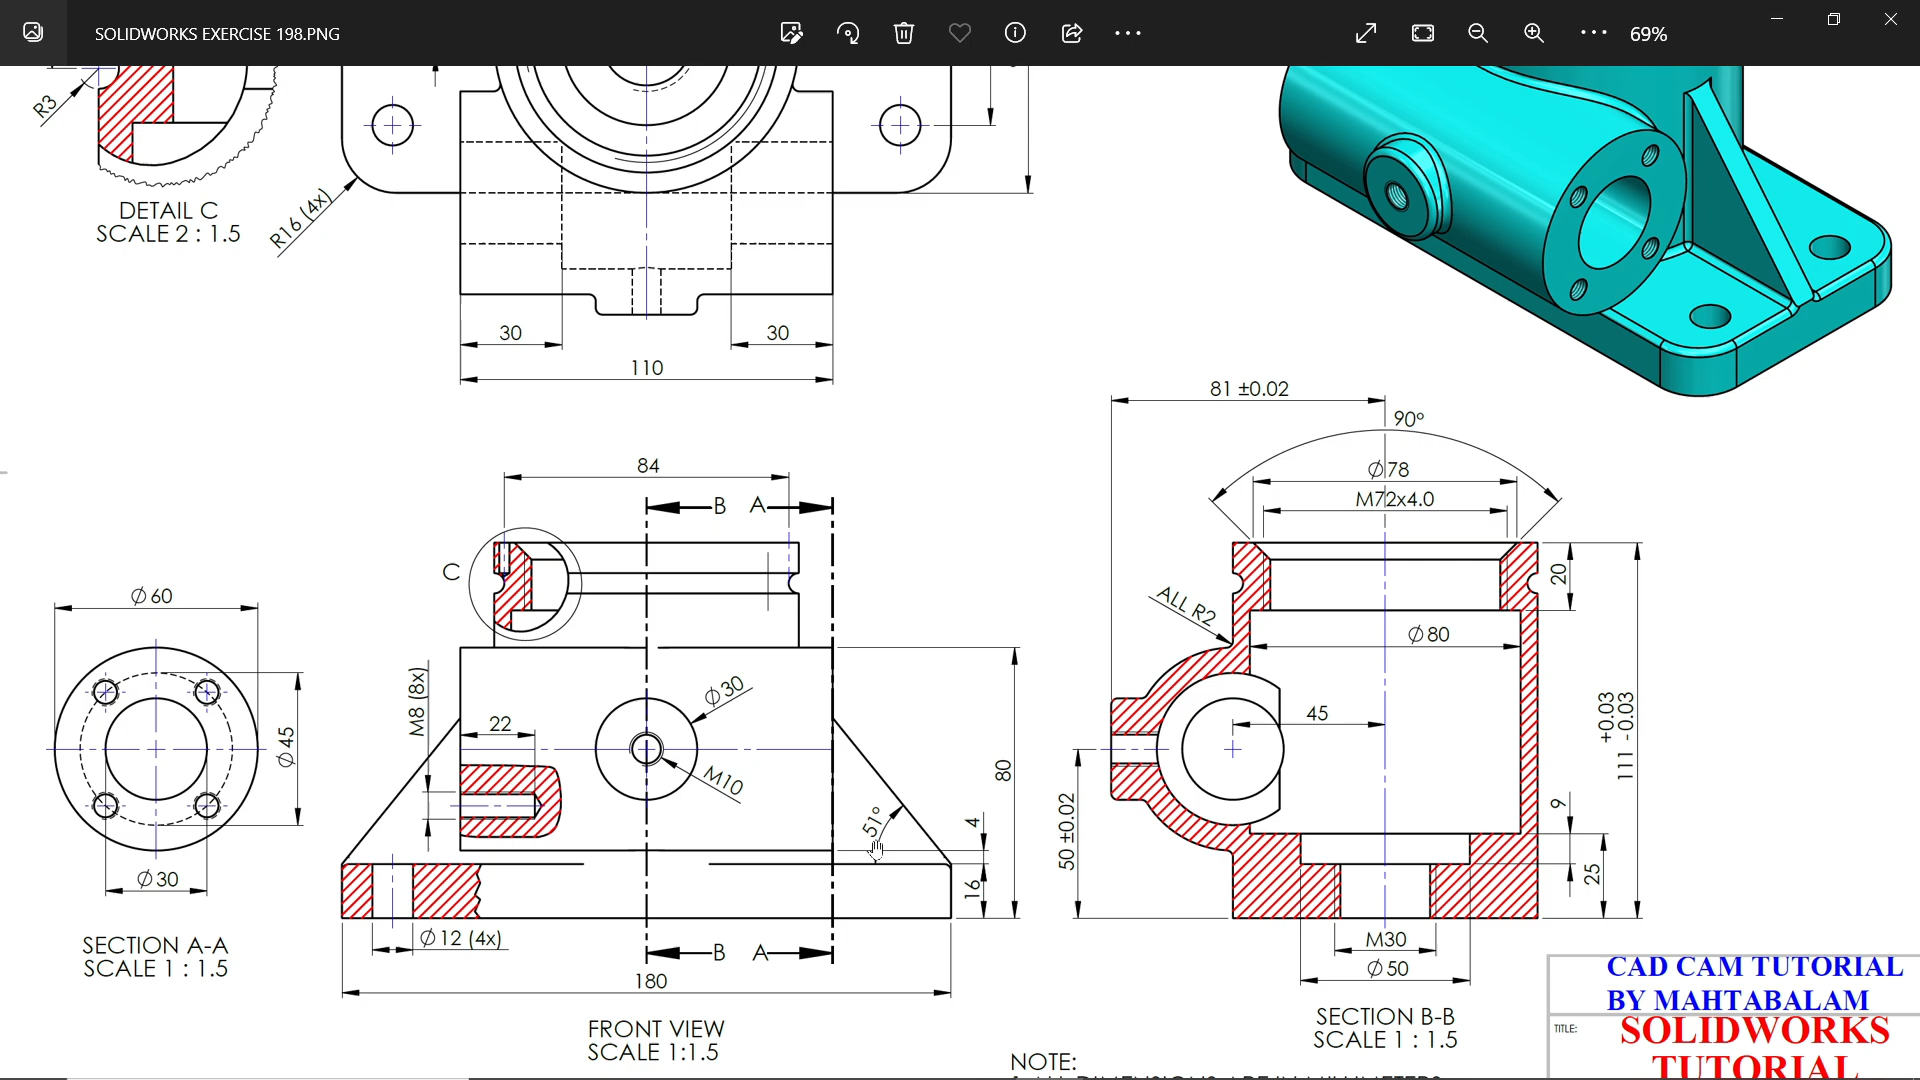 SOLIDWORKS EXERCISE 198.PNG
69%
R3
DETAIL C
SCALE 2 : 1.5
R16 (4x)
30
30
110
81 ±0.02
90°
84
Ø78
M72x4.0
B
A
C
20
ALL R2
Ø60
Ø80
M8 (8x)
Ø30
22
45
Ø45
+0.03
111 -0.03
M10
80
51°
4
9
50 ±0.02
25
16
Ø30
Ø12 (4x)
SECTION A-A
SCALE 1 : 1.5
B
A
M30
Ø50
180
CAD CAM TUTORIAL
BY MAHTABALAM
SECTION B-B
SCALE 1 : 1.5
FRONT VIEW
SCALE 1:1.5
TITLE:
SOLIDWORKS
TUTORIAL
NOTE: